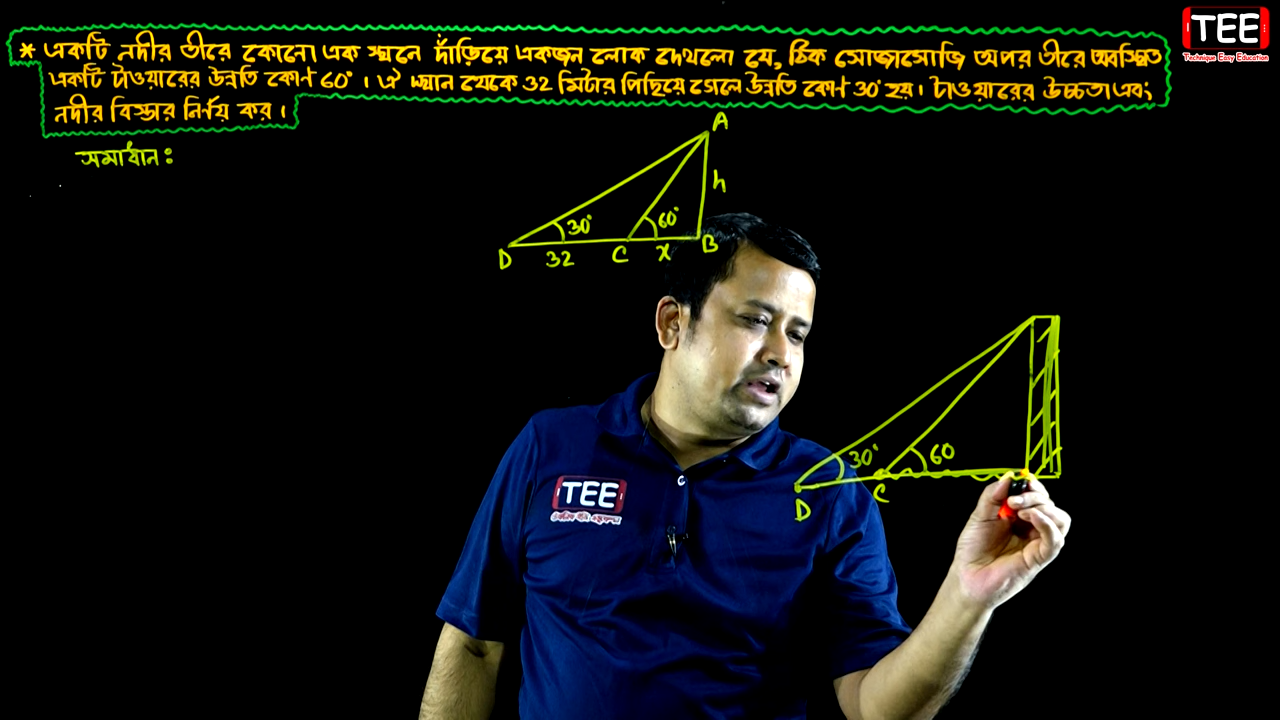 * একটি নদীর তীরে কোনো এক স্থানে দাঁড়িয়ে একজন লোক দেখলো যে, ঠিক সোজাসোজি অপর তীরে অবস্থিত
একটি টাওয়ারের উন্নতি কোণ 60°। ঐ স্থান থেকে 32 মিটার পিছিয়ে গেলে উন্নতি কোণ 30° হয়। টাওয়ারের উচ্চতা এবং
নদীর বিস্তার নির্ণয় কর।
সমাধান:
A
h
30°
60°
D
32
C
x
B
30°
60
D
C
TEE
Technique Easy Education
TEE